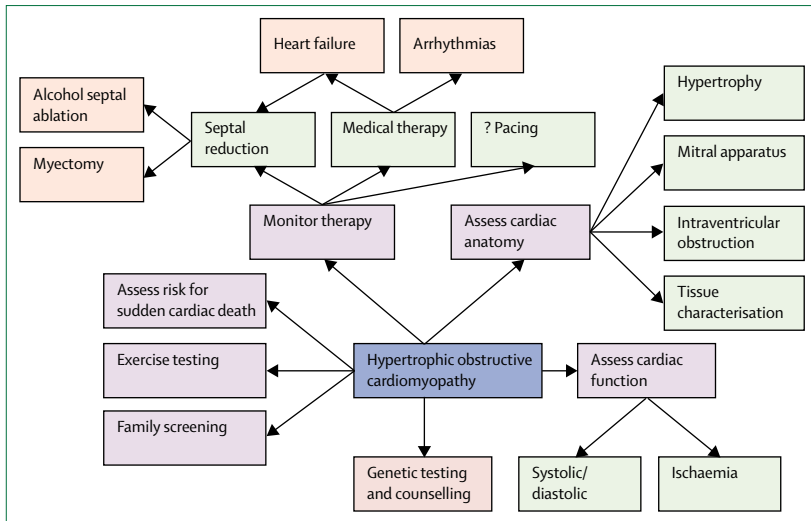 Heart failure
Arrhythmias
Alcohol septal
ablation
Septal
reduction
Medical therapy
? Pacing
Hypertrophy
Myectomy
Mitral apparatus
Monitor therapy
Assess cardiac
anatomy
Intraventricular
obstruction
Tissue
characterisation
Assess risk for
sudden cardiac death
Exercise testing
Hypertrophic obstructive
cardiomyopathy
Assess cardiac
function
Family screening
Genetic testing
and counselling
Systolic/
diastolic
Ischaemia